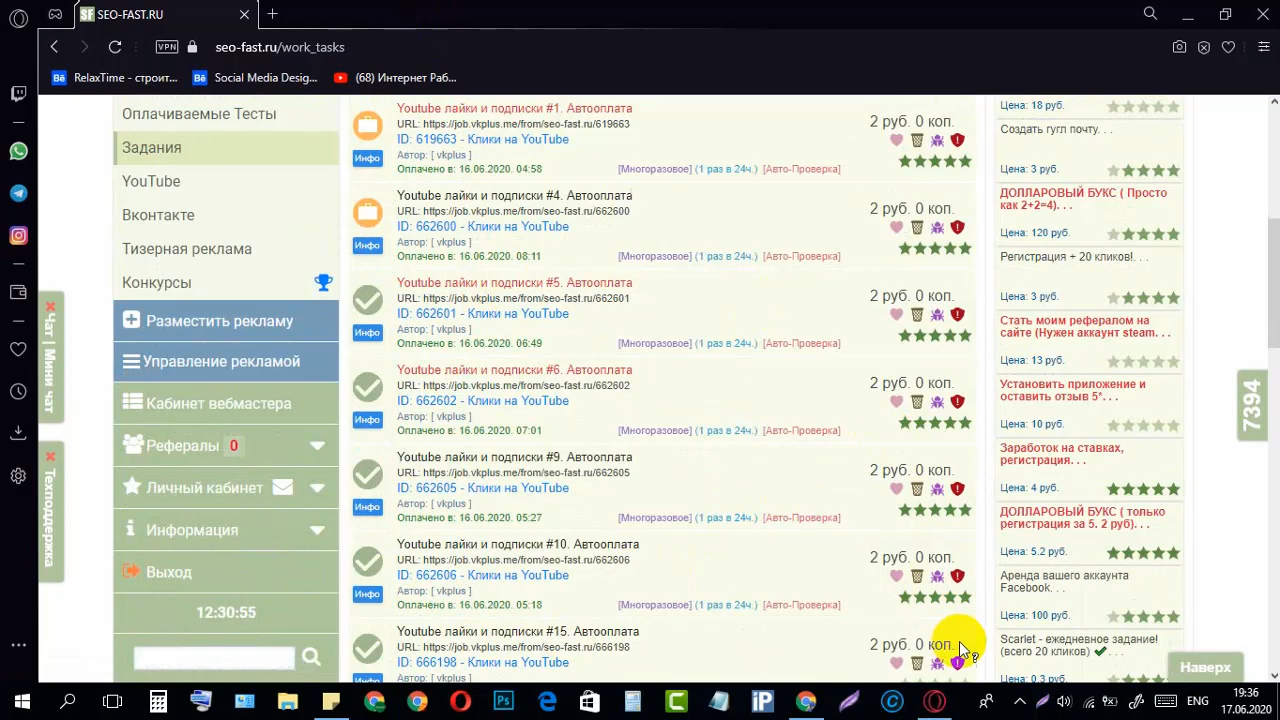 SEO-FAST.RU
VPN
seo-fast.ru/work_tasks
Bē RelaxTime - строит...
Bē Social Media Desig...
(68) Интернет Раб...
Оплачиваемые Тесты
Задания
YouTube
Вконтакте
Тизерная реклама
Конкурсы
Разместить рекламу
Управление рекламой
Кабинет вебмастера
Рефералы 0
Личный кабинет
Информация
Выход
12:30:55
Чат | Мини чат
Техподдержка
Youtube лайки и подписки #1. Автооплата
URL: https://job.vkplus.me/from/seo-fast.ru/619663
ID: 619663 - Клики на YouTube
Автор: [ vkplus ]
Оплачено в: 16.06.2020. 04:58
[Многоразовое] (1 раз в 24ч.) [Авто-Проверка]
2 руб. 0 коп.
Инфо
Youtube лайки и подписки #4. Автооплата
URL: https://job.vkplus.me/from/seo-fast.ru/662600
ID: 662600 - Клики на YouTube
Автор: [ vkplus ]
Оплачено в: 16.06.2020. 08:11
[Многоразовое] (1 раз в 24ч.) [Авто-Проверка]
2 руб. 0 коп.
Инфо
Youtube лайки и подписки #5. Автооплата
URL: https://job.vkplus.me/from/seo-fast.ru/662601
ID: 662601 - Клики на YouTube
Автор: [ vkplus ]
Оплачено в: 16.06.2020. 06:49
[Многоразовое] (1 раз в 24ч.) [Авто-Проверка]
2 руб. 0 коп.
Инфо
Youtube лайки и подписки #6. Автооплата
URL: https://job.vkplus.me/from/seo-fast.ru/662602
ID: 662602 - Клики на YouTube
Автор: [ vkplus ]
Оплачено в: 16.06.2020. 07:01
[Многоразовое] (1 раз в 24ч.) [Авто-Проверка]
2 руб. 0 коп.
Инфо
Youtube лайки и подписки #9. Автооплата
URL: https://job.vkplus.me/from/seo-fast.ru/662605
ID: 662605 - Клики на YouTube
Автор: [ vkplus ]
Оплачено в: 16.06.2020. 05:27
[Многоразовое] (1 раз в 24ч.) [Авто-Проверка]
2 руб. 0 коп.
Инфо
Youtube лайки и подписки #10. Автооплата
URL: https://job.vkplus.me/from/seo-fast.ru/662606
ID: 662606 - Клики на YouTube
Автор: [ vkplus ]
Оплачено в: 16.06.2020. 05:18
[Многоразовое] (1 раз в 24ч.) [Авто-Проверка]
2 руб. 0 коп.
Инфо
Youtube лайки и подписки #15. Автооплата
URL: https://job.vkplus.me/from/seo-fast.ru/666198
ID: 666198 - Клики на YouTube
2 руб. 0 коп.
Цена: 18 руб.
Создать гугл почту. . .
Цена: 3 руб.
ДОЛЛАРОВЫЙ БУКС ( Просто
как 2+2=4). . .
Цена: 120 руб.
Регистрация + 20 кликов!. . .
Цена: 3 руб.
Стать моим рефералом на
сайте (Нужен аккаунт steam. . .
Цена: 13 руб.
Установить приложение и
оставить отзыв 5*. . .
Цена: 10 руб.
Заработок на ставках,
регистрация. . .
Цена: 4 руб.
ДОЛЛАРОВЫЙ БУКС ( только
регистрация за 5. 2 руб). . .
Цена: 5.2 руб.
Аренда вашего аккаунта
Facebook. . .
Цена: 100 руб.
Scarlet - ежедневное задание!
(всего 20 кликов) ✔ . . .
Цена: 0.3 руб.
7394
Наверх
ENG
19:36
17.06.2020